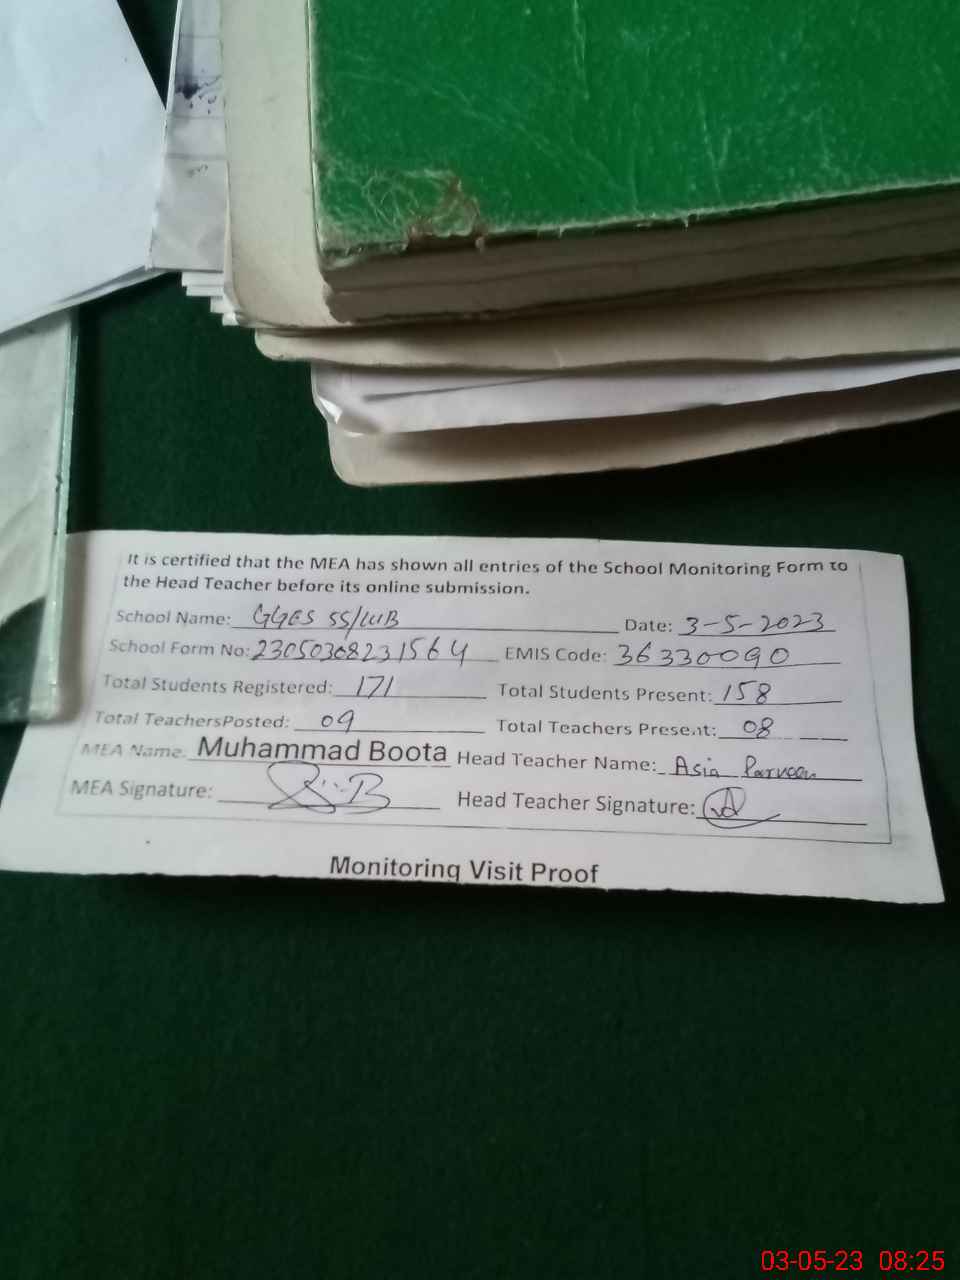 It is certified that the MEA has shown all entries of the School Monitoring Form to
the Head Teacher before its online submission.
School Name: GGES 55/WB Date: 3-5-2023
School Form No: 23050308231564 EMIS Code: 36330090
Total Students Registered: 171 Total Students Present: 158
Total TeachersPosted: 09 Total Teachers Present: 08
MEA Name: Muhammad Boota Head Teacher Name: Asia Parveen
MEA Signature: Head Teacher Signature:
Monitoring Visit Proof
03-05-23 08:25